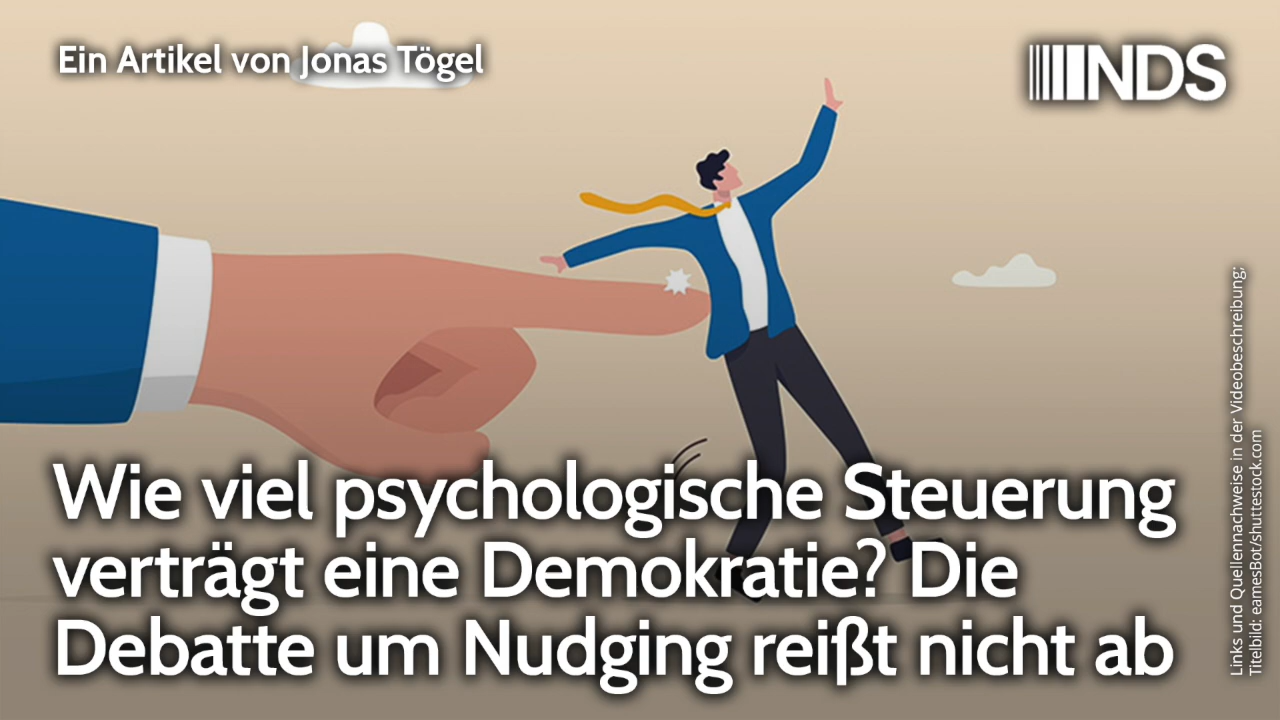 Ein Artikel von Jonas Tögel
NDS
Wie viel psychologische Steuerung
verträgt eine Demokratie? Die
Debatte um Nudging reißt nicht ab
Links und Quellennachweise in der Videobeschreibung;
Titelbild: eamesBot/shuttestock.com